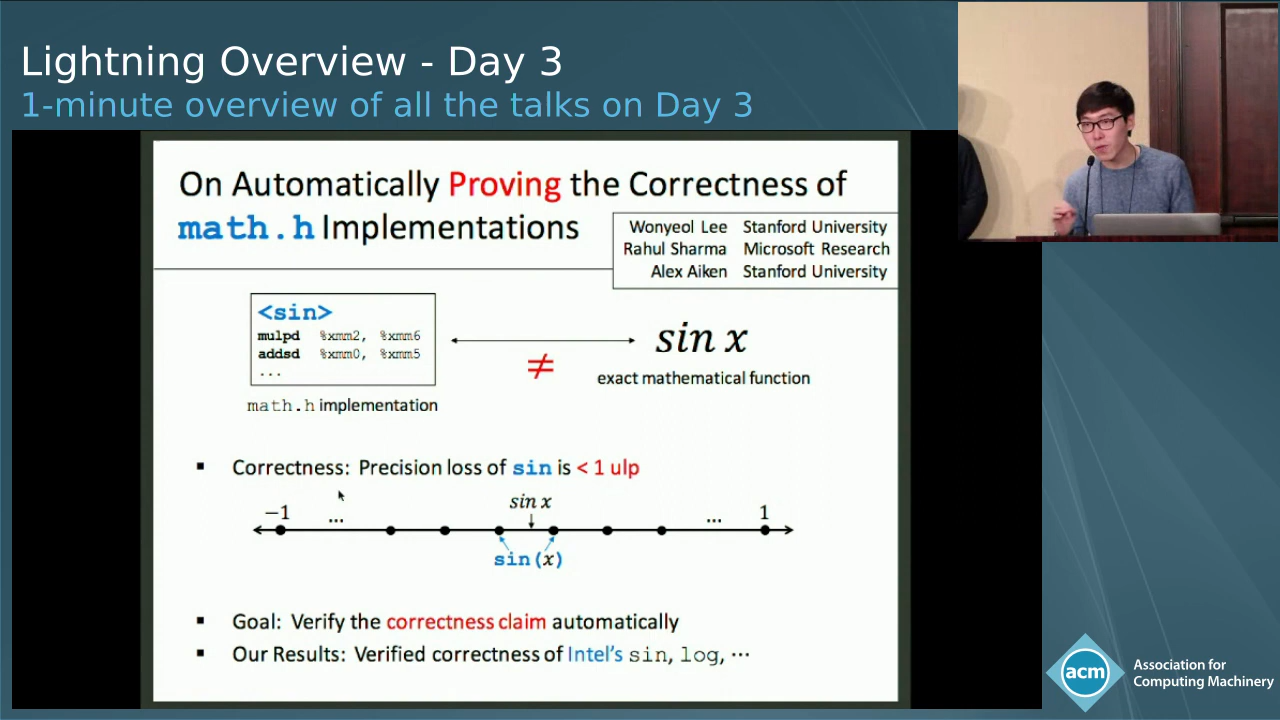 Lightning Overview - Day 3
1-minute overview of all the talks on Day 3
On Automatically Proving the Correctness of
math.h Implementations
Wonyeol Lee Stanford University
Rahul Sharma Microsoft Research
Alex Aiken Stanford University
<sin>
mulpd %xmm2, %xmm6
addsd %xmm0, %xmm5
...
≠
sin x
exact mathematical function
math.h implementation
▪ Correctness: Precision loss of sin is < 1 ulp
sin x
−1 ... ... 1
sin(x)
▪ Goal: Verify the correctness claim automatically
▪ Our Results: Verified correctness of Intel's sin, log, ⋯
acm
Association for
Computing Machinery